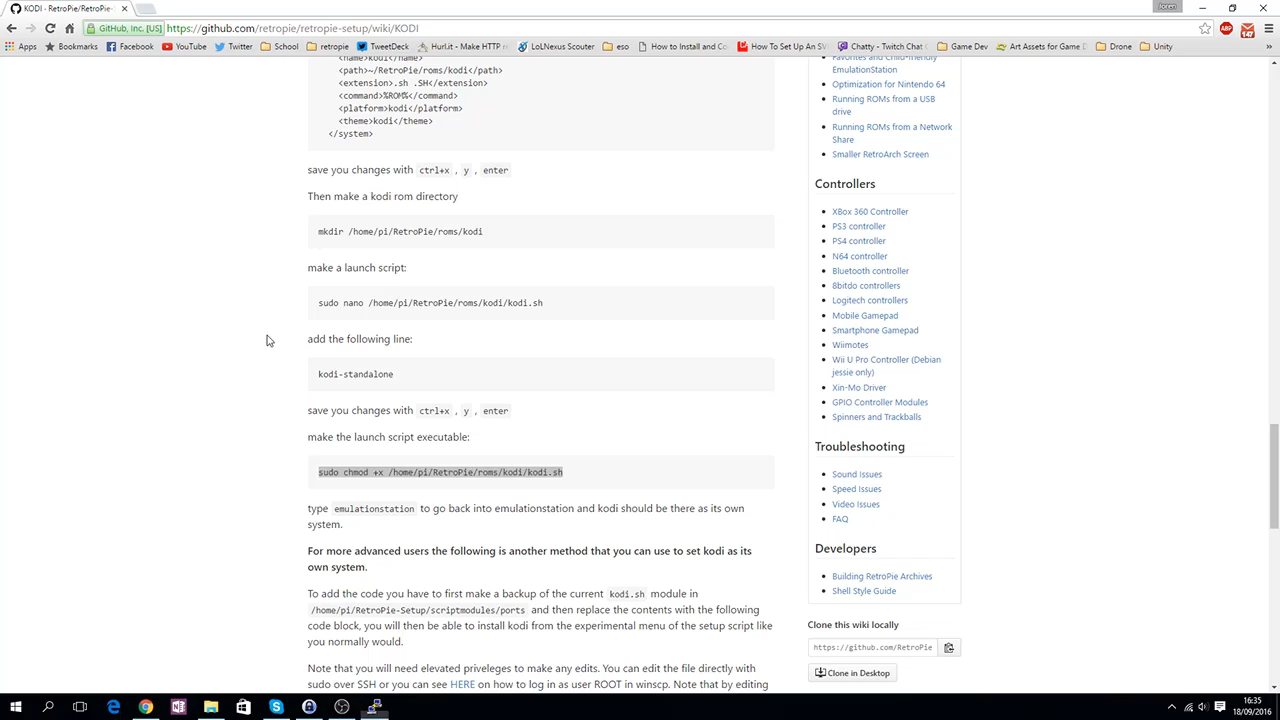 KODI - RetroPie/RetroPie-
Joren
GitHub, Inc. [US]
https://github.com/retropie/retropie-setup/wiki/KODI
147
Apps
Bookmarks
Facebook
YouTube
Twitter
School
retropie
TweetDeck
Hurl.it - Make HTTP re
LoLNexus Scouter
eso
How to Install and Co
How To Set Up An SV
Chatty - Twitch Chat C
Game Dev
Art Assets for Game D
Drone
Unity
<name>kodi</name>
<path>~/RetroPie/roms/kodi</path>
<extension>.sh .SH</extension>
<command>%ROM%</command>
<platform>kodi</platform>
<theme>kodi</theme>
</system>
save you changes with ctrl+x , y , enter
Then make a kodi rom directory
mkdir /home/pi/RetroPie/roms/kodi
make a launch script:
sudo nano /home/pi/RetroPie/roms/kodi/kodi.sh
add the following line:
kodi-standalone
save you changes with ctrl+x , y , enter
make the launch script executable:
sudo chmod +x /home/pi/RetroPie/roms/kodi/kodi.sh
type emulationstation to go back into emulationstation and kodi should be there as its own
system.
For more advanced users the following is another method that you can use to set kodi as its
own system.
To add the code you have to first make a backup of the current kodi.sh module in
/home/pi/RetroPie-Setup/scriptmodules/ports and then replace the contents with the following
code block, you will then be able to install kodi from the experimental menu of the setup script like
you normally would.
Note that you will need elevated priveleges to make any edits. You can edit the file directly with
sudo over SSH or you can see HERE on how to log in as user ROOT in winscp. Note that by editing
Favorites and Child-friendly
EmulationStation
Optimization for Nintendo 64
Running ROMs from a USB
drive
Running ROMs from a Network
Share
Smaller RetroArch Screen
Controllers
XBox 360 Controller
PS3 controller
PS4 controller
N64 controller
Bluetooth controller
8bitdo controllers
Logitech controllers
Mobile Gamepad
Smartphone Gamepad
Wiimotes
Wii U Pro Controller (Debian
jessie only)
Xin-Mo Driver
GPIO Controller Modules
Spinners and Trackballs
Troubleshooting
Sound Issues
Speed Issues
Video Issues
FAQ
Developers
Building RetroPie Archives
Shell Style Guide
Clone this wiki locally
https://github.com/RetroPie
Clone in Desktop
16:35
18/09/2016